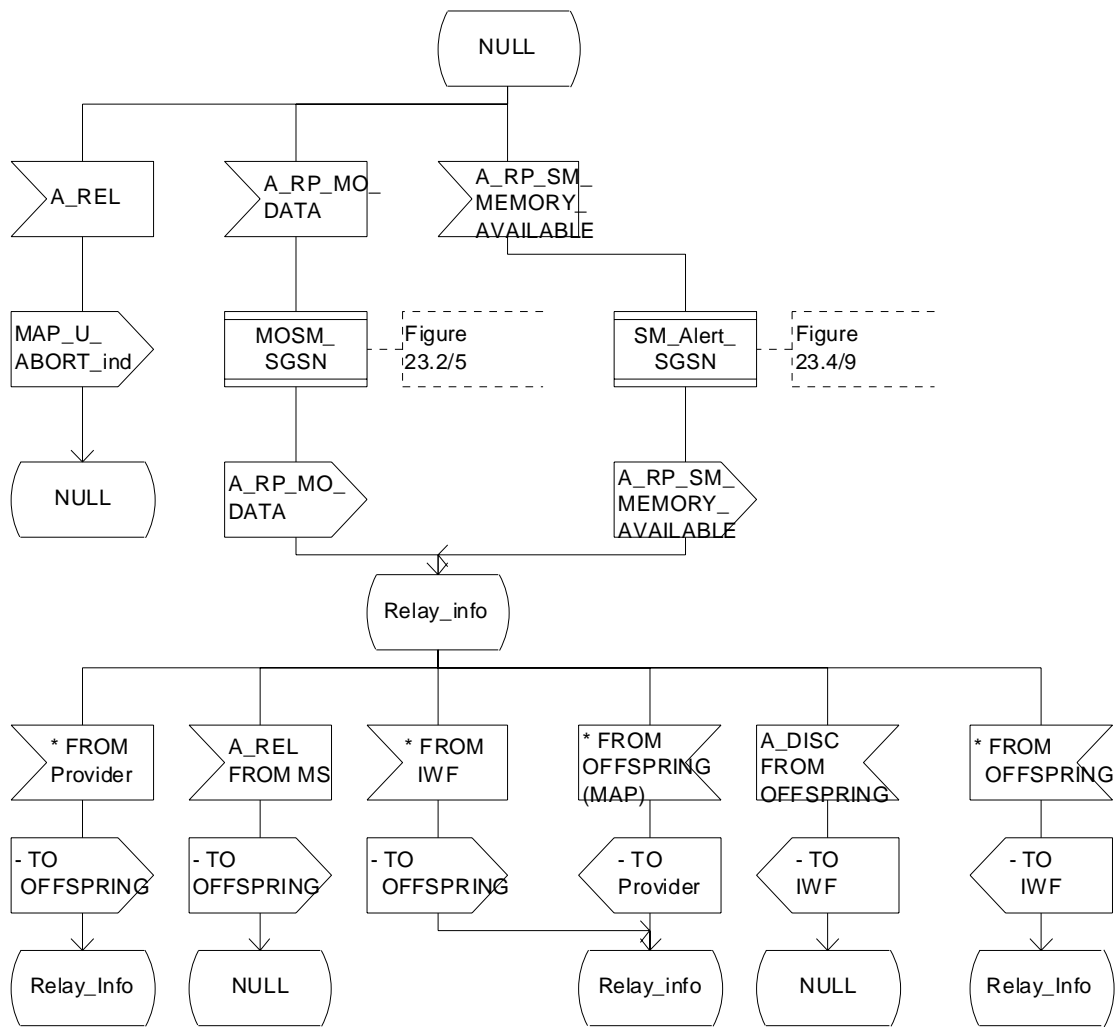 NULL
A_REL
A_RP_MO_
DATA
A_RP_SM_
MEMORY_
AVAILABLE
MAP_U_
ABORT_ind
MOSM_
SGSN
Figure
23.2/5
SM_Alert_
SGSN
Figure
23.4/9
NULL
A_RP_MO_
DATA
A_RP_SM_
MEMORY_
AVAILABLE
Relay_info
* FROM
Provider
A_REL
FROM MS
* FROM
IWF
* FROM
OFFSPRING
(MAP)
A_DISC
FROM
OFFSPRING
* FROM
OFFSPRING
- TO
OFFSPRING
- TO
OFFSPRING
- TO
OFFSPRING
- TO
Provider
- TO
IWF
- TO
IWF
Relay_Info
NULL
Relay_info
NULL
Relay_Info